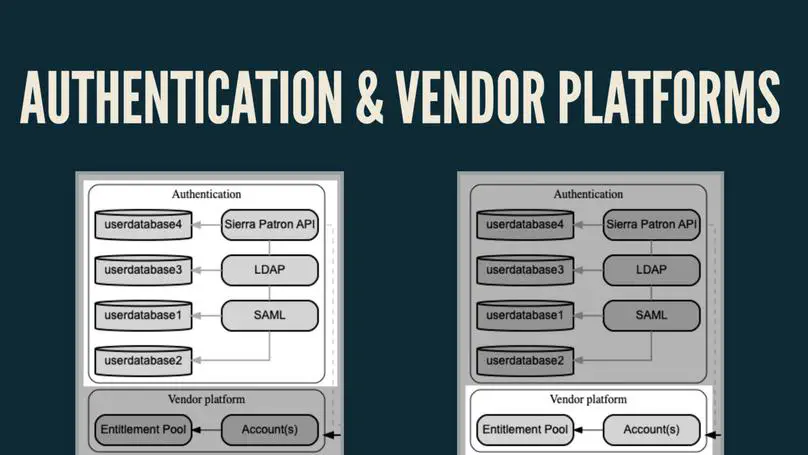 AUTHENTICATION & VENDOR PLATFORMS
Authentication
userdatabase4
Sierra Patron API
userdatabase3
LDAP
userdatabase1
SAML
userdatabase2
Vendor platform
Entitlement Pool
Account(s)
Authentication
userdatabase4
Sierra Patron API
userdatabase3
LDAP
userdatabase1
SAML
userdatabase2
Vendor platform
Entitlement Pool
Account(s)